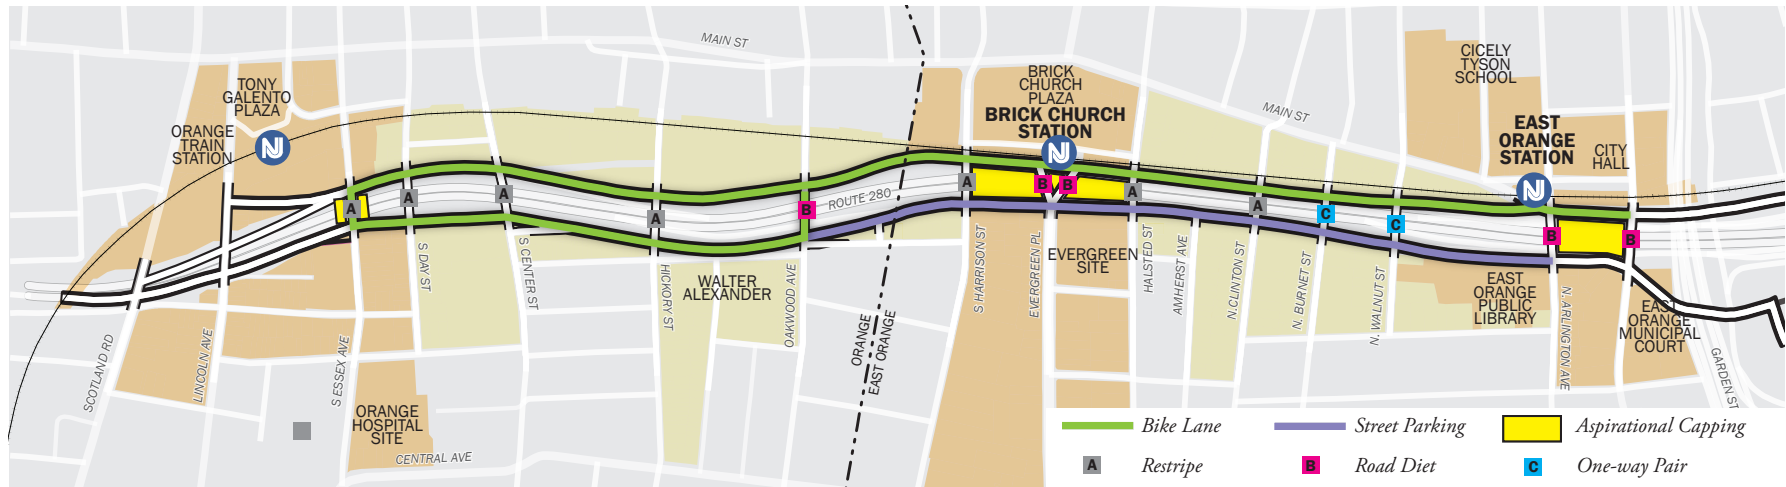 MAIN ST
TONY
GALENTO
PLAZA
ORANGE
TRAIN
STATION
NJ
BRICK
CHURCH
PLAZA
BRICK CHURCH
STATION
NJ
MAIN ST
CICELY
TYSON
SCHOOL
EAST
ORANGE
STATION
NJ
CITY
HALL
A
A
A
A
B
ROUTE 280
A
B
B
A
A
C
C
B
B
SCOTLAND RD
LINCOLN AVE
S ESSEX AVE
S DAY ST
S CENTER ST
HICKORY ST
WALTER
ALEXANDER
OAKWOOD AVE
ORANGE
EAST ORANGE
S HARRISON ST
EVERGREEN PL
EVERGREEN
SITE
HALSTED ST
AMHERST AVE
N.CLINTON ST
N. BURNET ST
N. WALNUT ST
EAST
ORANGE
PUBLIC
LIBRARY
N. ARLINGTON AVE
EAST
ORANGE
MUNICIPAL
COURT
GARDEN ST
ORANGE
HOSPITAL
SITE
CENTRAL AVE
Bike Lane
Street Parking
Aspirational Capping
A Restripe
B Road Diet
C One-way Pair